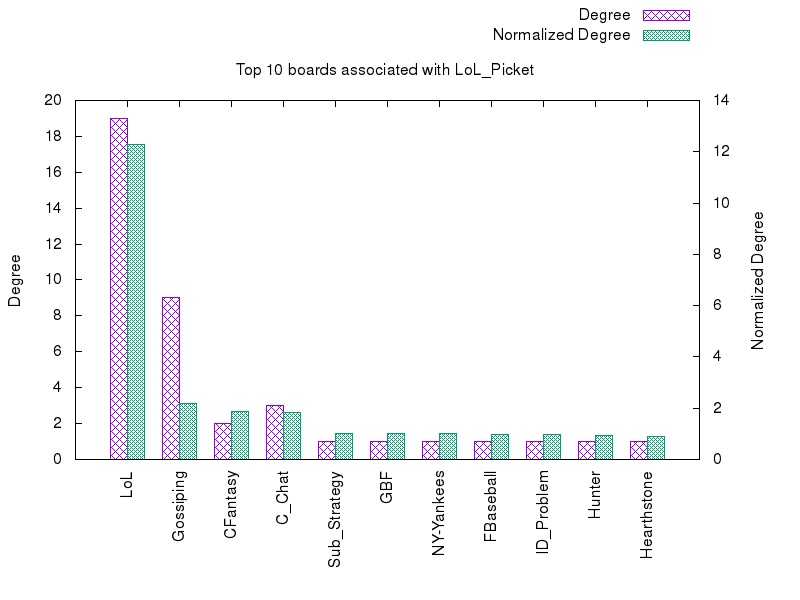 Degree
Normalized Degree
Top 10 boards associated with LoL_Picket
20
18
16
14
12
10
8
6
4
2
0
14
12
10
8
6
4
2
0
Degree
Normalized Degree
LoL
Gossiping
CFantasy
C_Chat
Sub_Strategy
GBF
NY-Yankees
FBaseball
ID_Problem
Hunter
Hearthstone